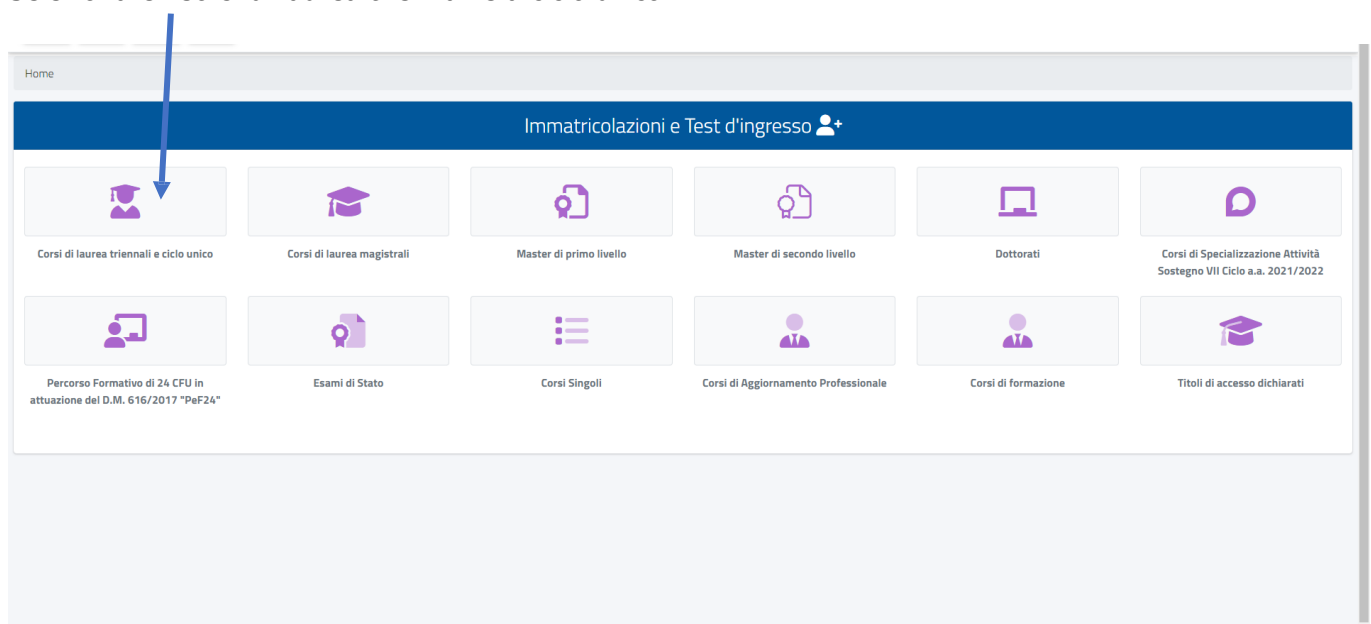 Home
Immatricolazioni e Test d'ingresso
Corsi di laurea triennali e ciclo unico
Corsi di laurea magistrali
Master di primo livello
Master di secondo livello
Dottorati
Corsi di Specializzazione Attività
Sostegno VII Ciclo a.a. 2021/2022
Percorso Formativo di 24 CFU in
attuazione del D.M. 616/2017 "PeF24"
Esami di Stato
Corsi Singoli
Corsi di Aggiornamento Professionale
Corsi di formazione
Titoli di accesso dichiarati